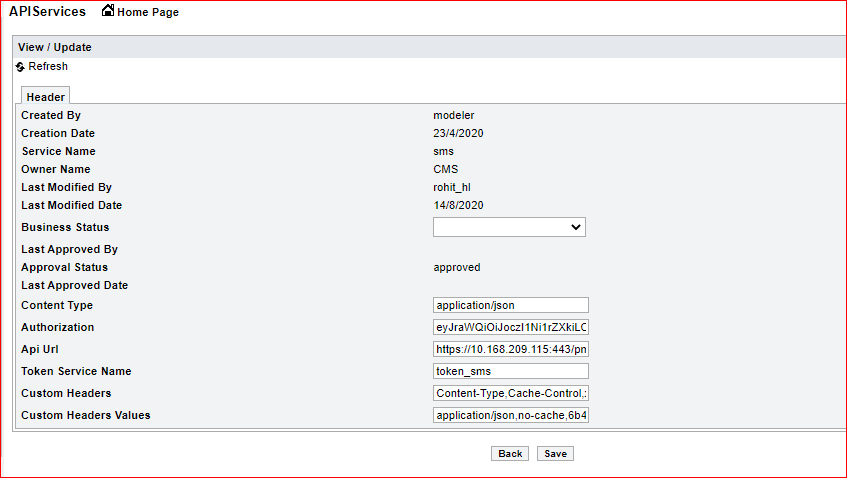 APIServices Home Page
View / Update
Refresh
Header
Created By modeler
Creation Date 23/4/2020
Service Name sms
Owner Name CMS
Last Modified By rohit_hl
Last Modified Date 14/8/2020
Business Status
Last Approved By
Approval Status approved
Last Approved Date
Content Type application/json
Authorization
Api Url https://10.168.209.115:443/pn
Token Service Name token_sms
Custom Headers Content-Type,Cache-Control,
Custom Headers Values application/json,no-cache,6b4
Back Save